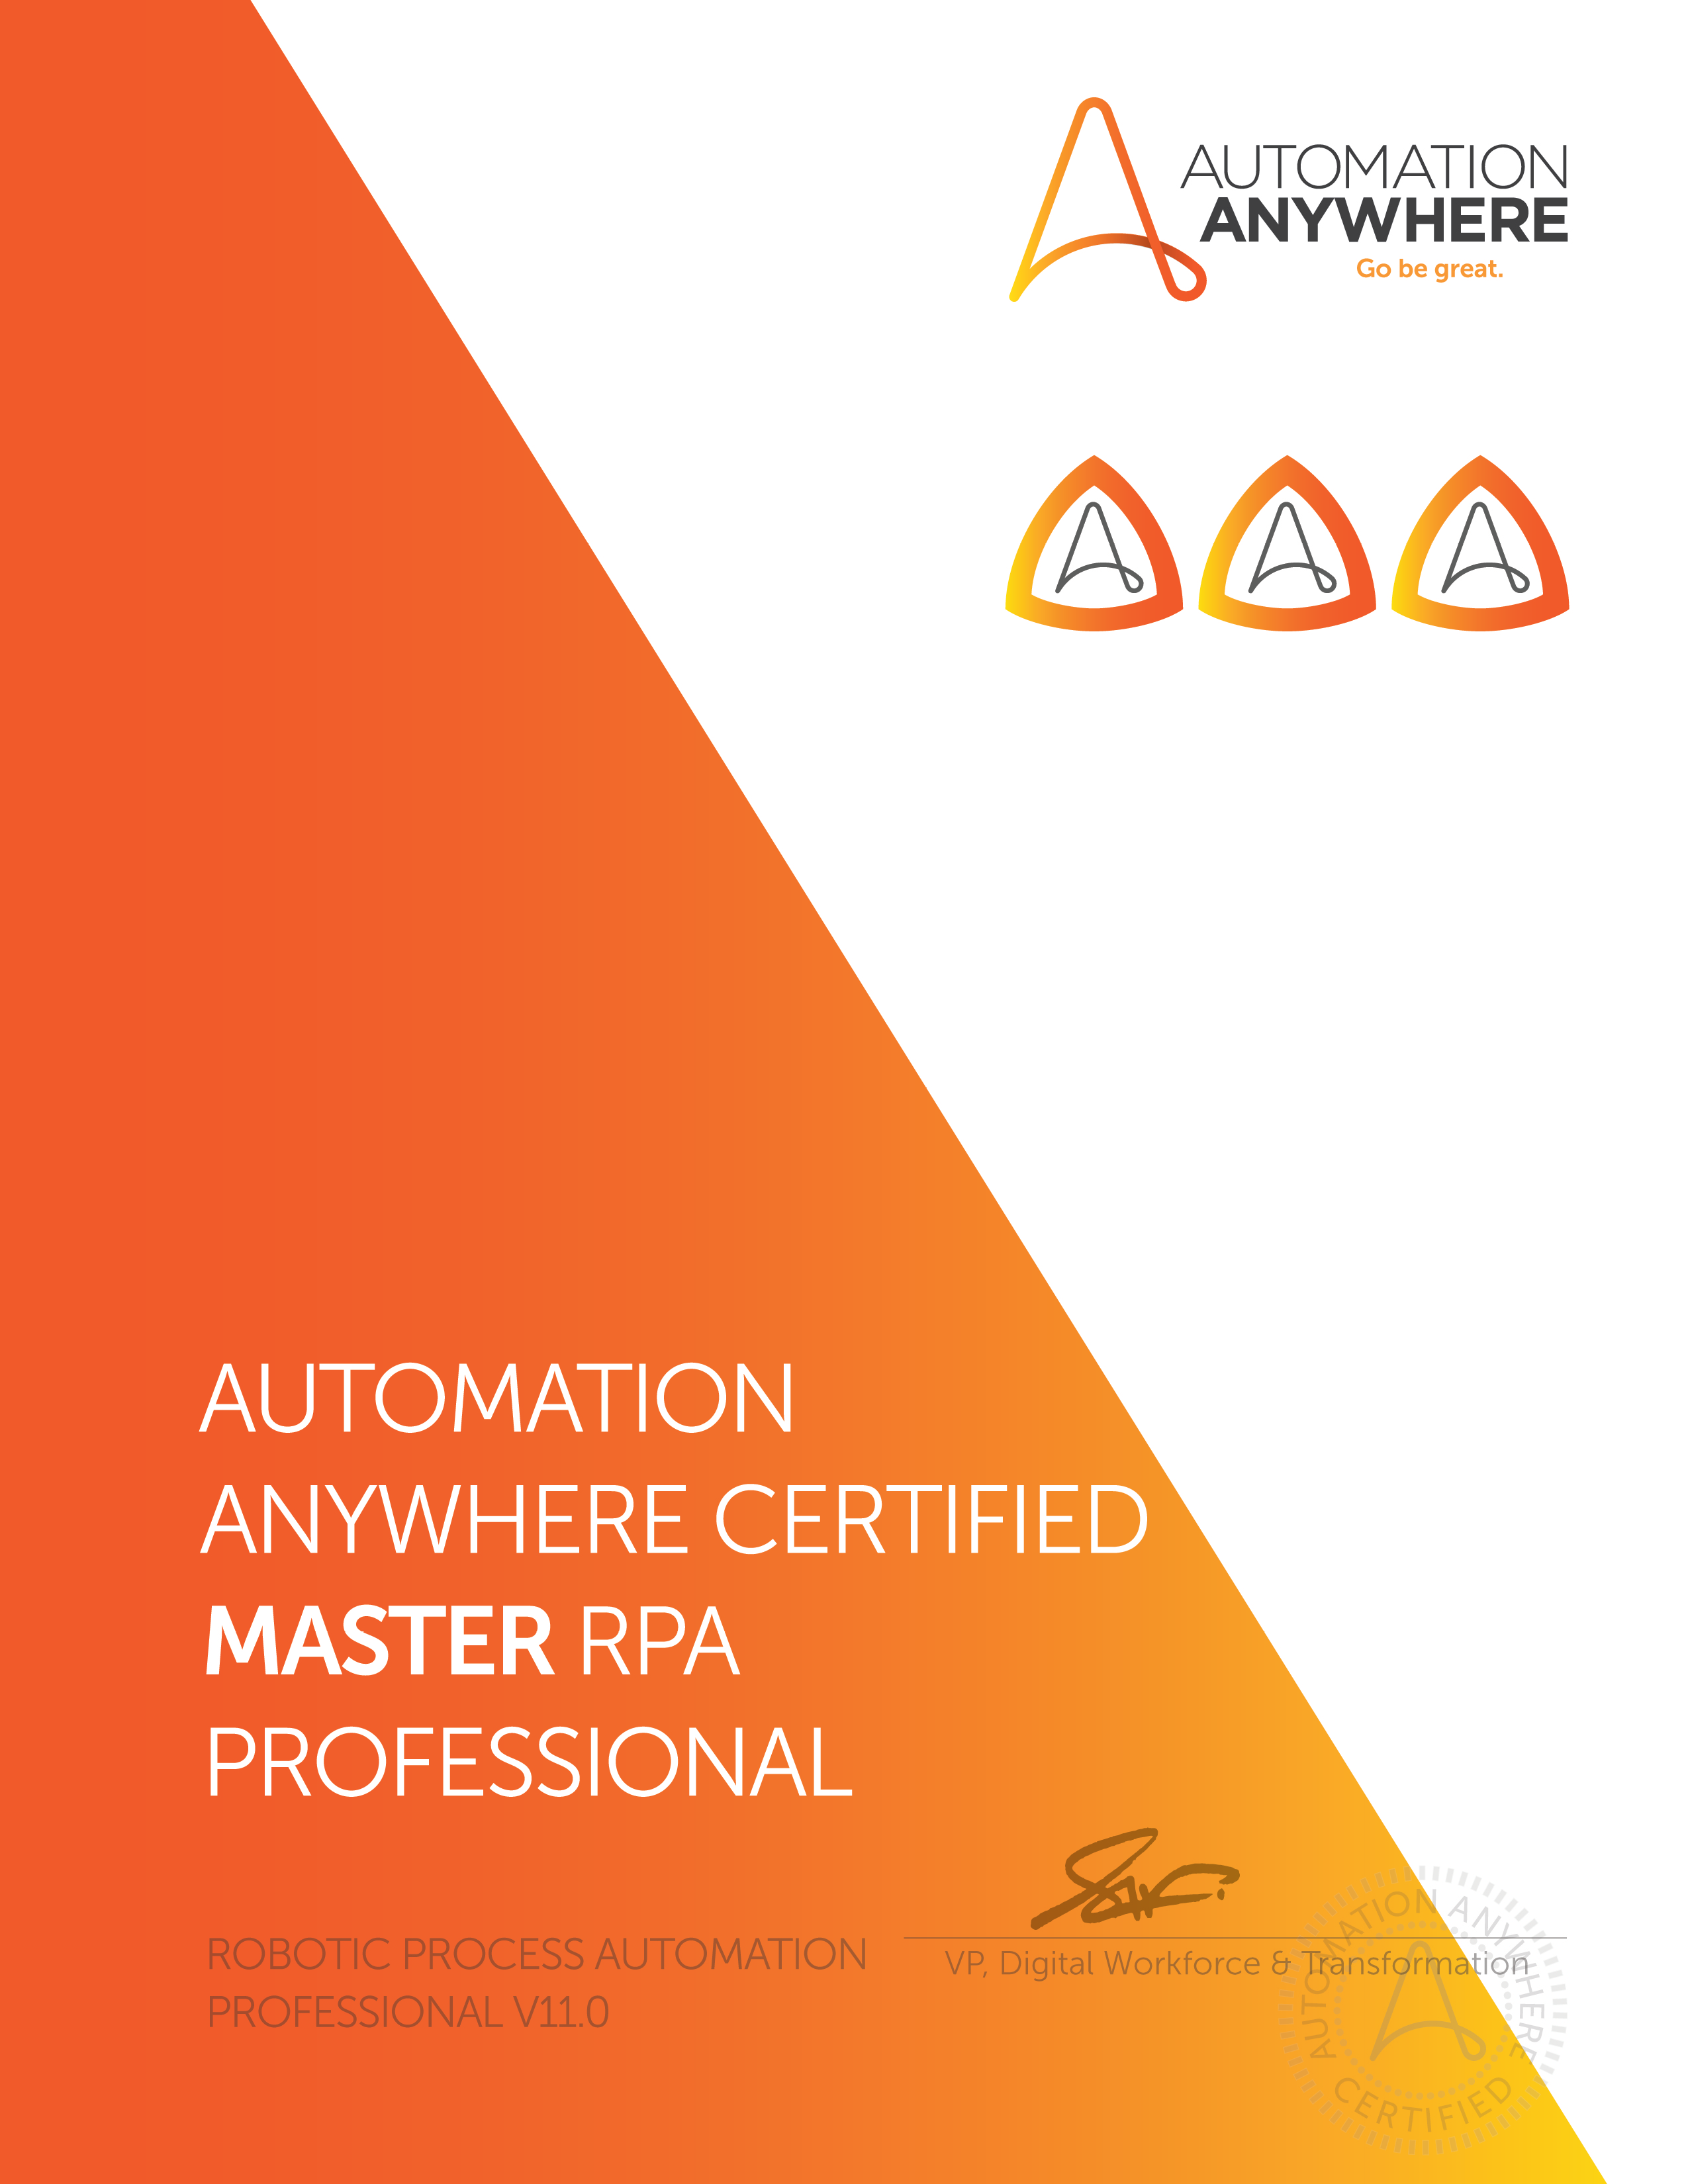 AUTOMATION
ANYWHERE
Go be great.
AUTOMATION
ANYWHERE CERTIFIED
MASTER RPA
PROFESSIONAL
ROBOTIC PROCESS AUTOMATION
PROFESSIONAL V11.0
VP, Digital Workforce & Transformation
AUTOMATION ANYWHERE
CERTIFIED